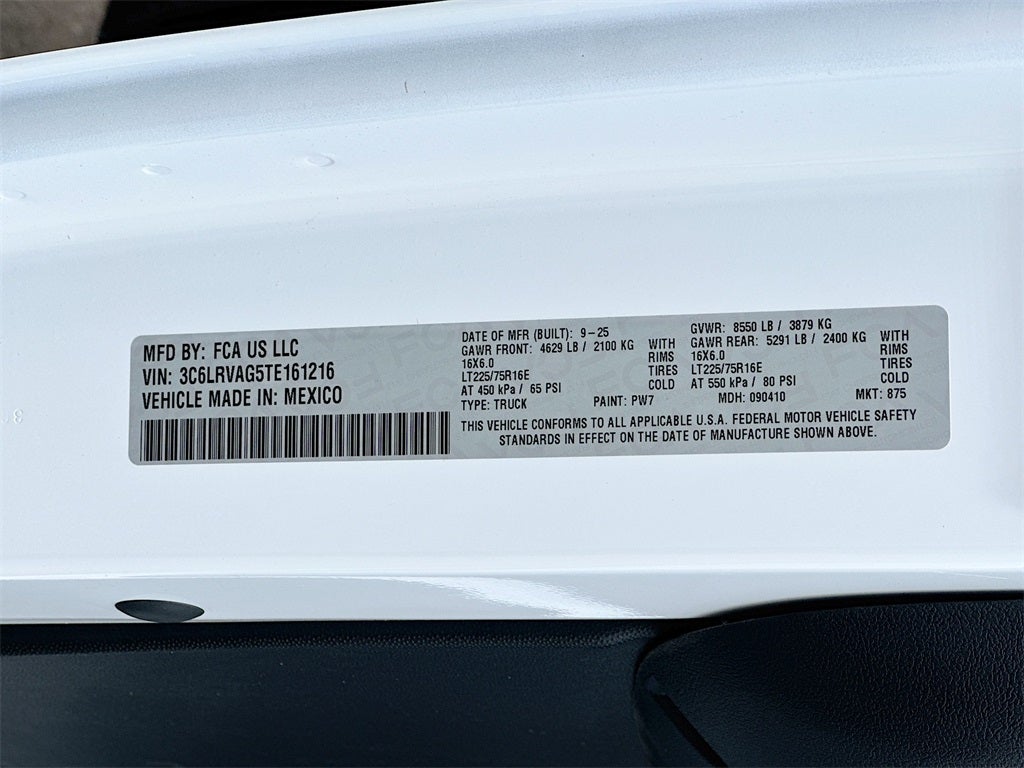 MFD BY: FCA US LLC
VIN: 3C6LRVAG5TE161216
VEHICLE MADE IN: MEXICO
DATE OF MFR (BUILT): 9-25
GAWR FRONT: 4629 LB / 2100 KG WITH
16X6.0 RIMS
LT225/75R16E TIRES
AT 450 kPa / 65 PSI COLD
TYPE: TRUCK PAINT: PW7
GVWR: 8550 LB / 3879 KG
GAWR REAR: 5291 LB / 2400 KG WITH
16X6.0 RIMS
LT225/75R16E TIRES
AT 550 kPa / 80 PSI COLD
MDH: 090410 MKT: 875
THIS VEHICLE CONFORMS TO ALL APPLICABLE U.S.A. FEDERAL MOTOR VEHICLE SAFETY
STANDARDS IN EFFECT ON THE DATE OF MANUFACTURE SHOWN ABOVE.